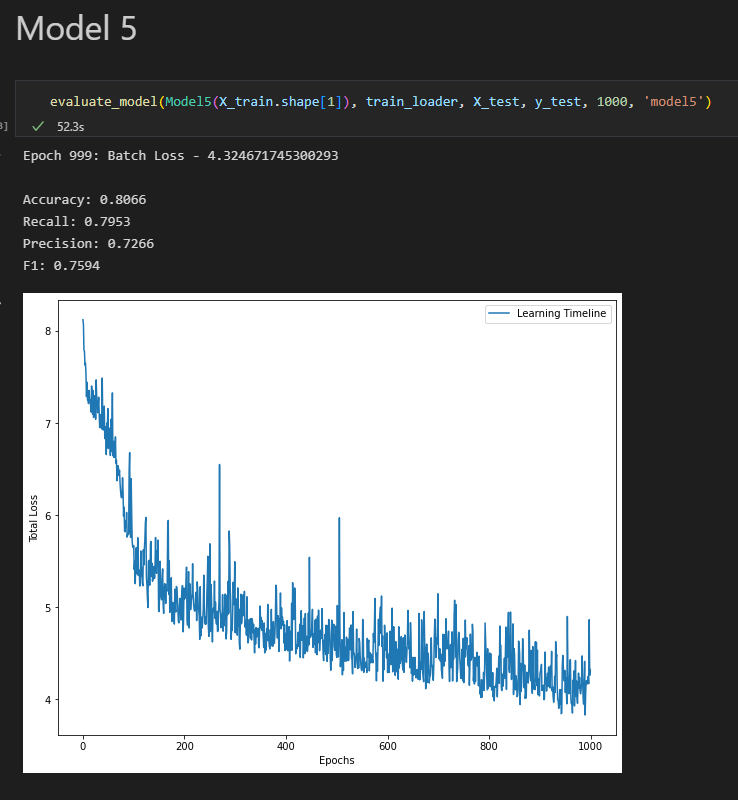 Model 5
evaluate_model(Model5(X_train.shape[1]), train_loader, X_test, y_test, 1000, 'model5')
3]
52.3s
Epoch 999: Batch Loss - 4.324671745300293
Accuracy: 0.8066
Recall: 0.7953
Precision: 0.7266
F1: 0.7594
Learning Timeline
8
7
6
5
4
Total Loss
0 200 400 600 800 1000
Epochs